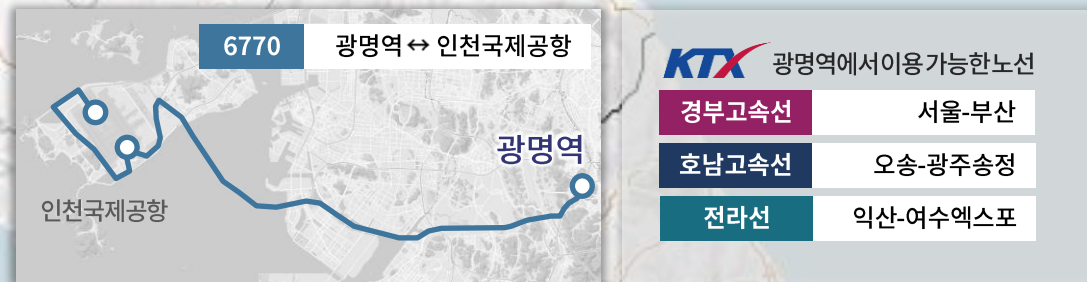 6770 광명역 ↔ 인천국제공항
광명역
인천국제공항
KTX 광명역에서 이용 가능한 노선
경부고속선 서울-부산
호남고속선 오송-광주송정
전라선 익산-여수엑스포